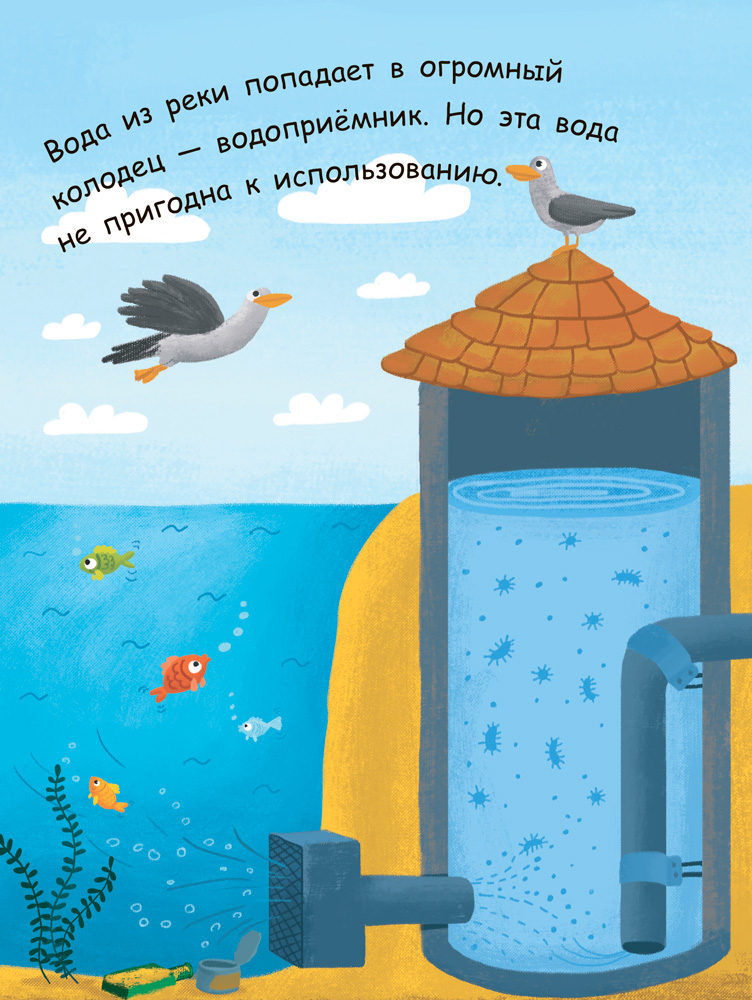 Вода из реки попадает в огромный
колодец — водоприёмник. Но эта вода
не пригодна к использованию.